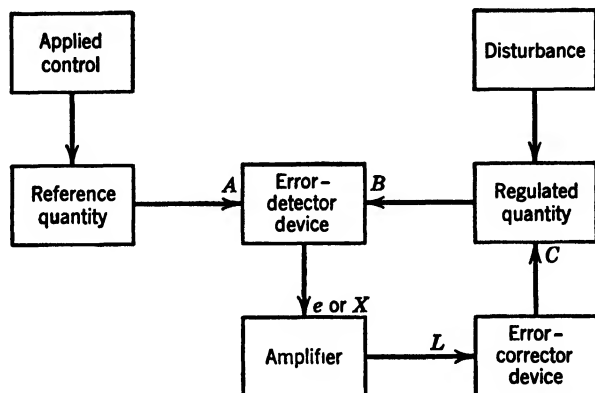 Applied
control
Disturbance
Reference
quantity
A
Error-
detector
device
B
Regulated
quantity
C
e or X
Amplifier
L
Error-
corrector
device